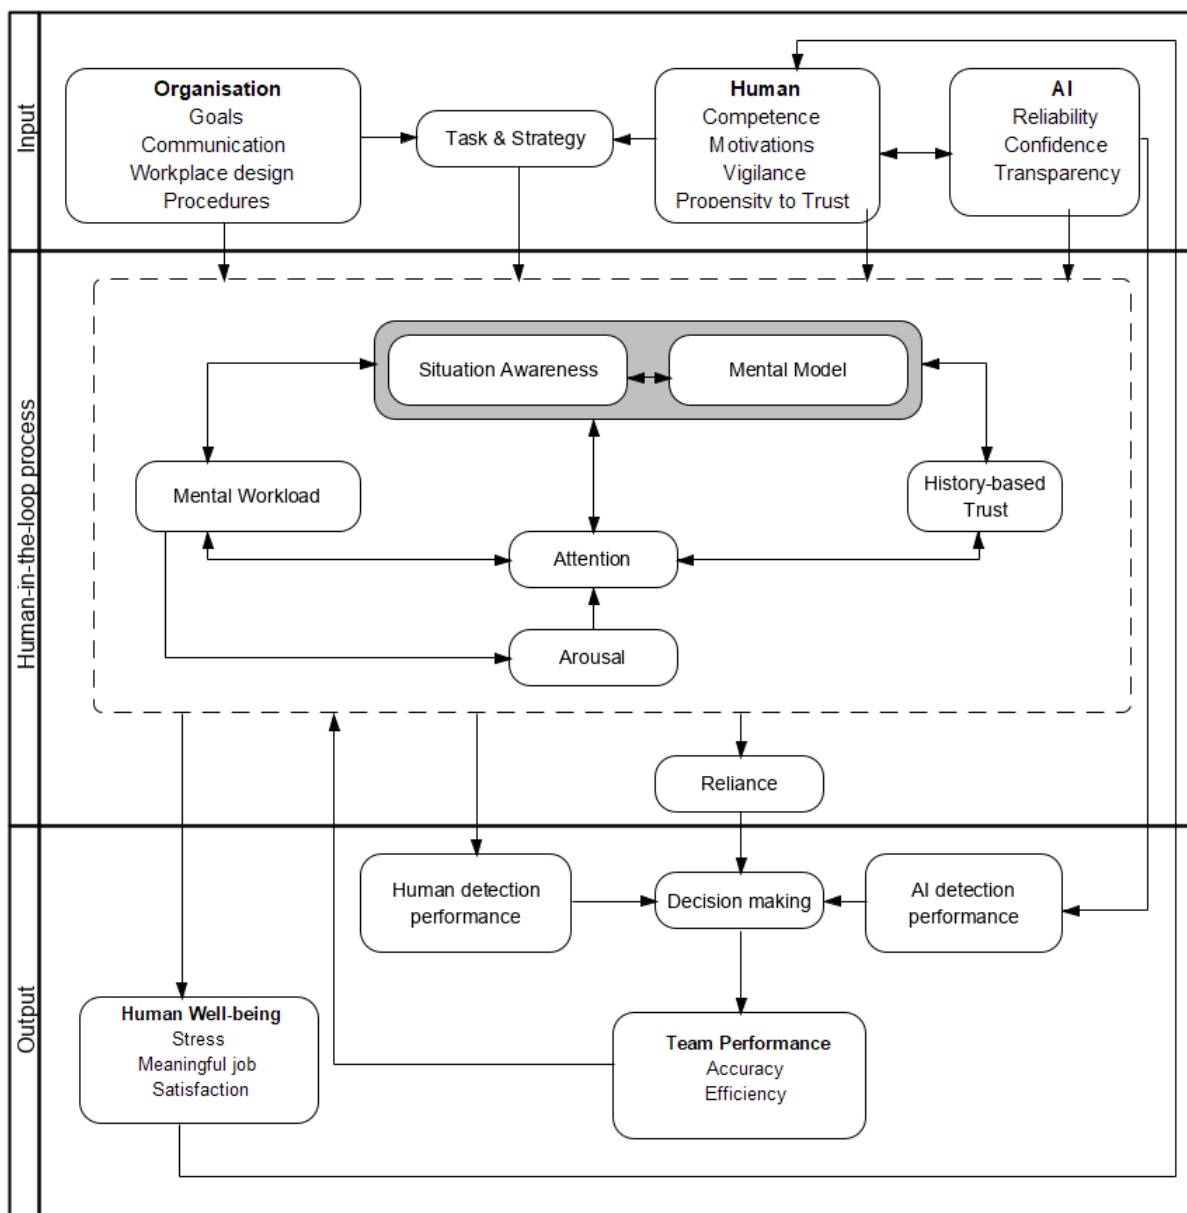 Input
Organisation
Goals
Communication
Workplace design
Procedures
Task & Strategy
Human
Competence
Motivations
Vigilance
Propensity to Trust
AI
Reliability
Confidence
Transparency
Human-in-the-loop process
Situation Awareness
Mental Model
Mental Workload
History-based
Trust
Attention
Arousal
Reliance
Output
Human detection
performance
Decision making
AI detection
performance
Human Well-being
Stress
Meaningful job
Satisfaction
Team Performance
Accuracy
Efficiency